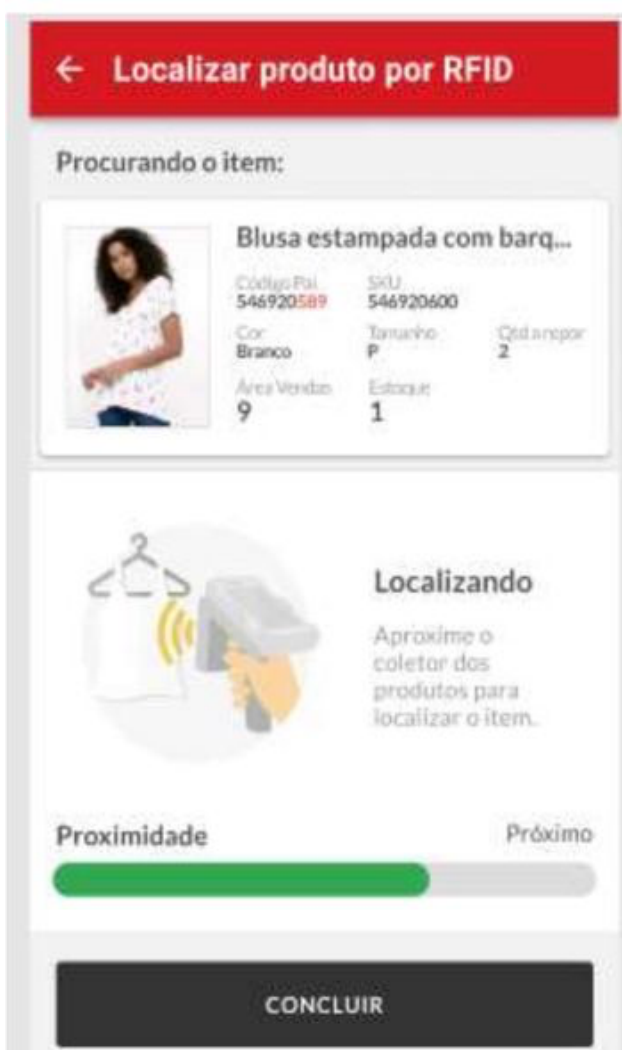 ← Localizar produto por RFID
Procurando o item:
Blusa estampada com barq...
Código Pai SKU
546920589 546920600
Cor Tamanho Qtd a repor
Branco P 2
Área Vendas Estoque
9 1
Localizando
Aproxime o
coletor dos
produtos para
localizar o item.
Proximidade Próximo
CONCLUIR